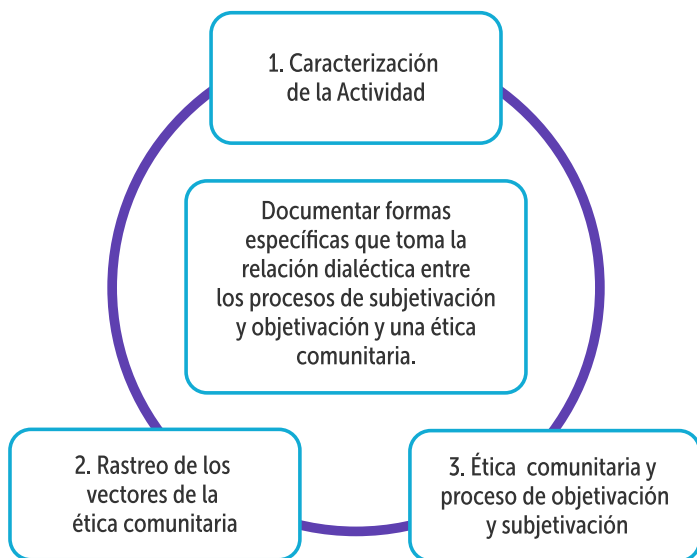 1. Caracterización
de la Actividad
Documentar formas
específicas que toma la
relación dialéctica entre
los procesos de subjetivación
y objetivación y una ética
comunitaria.
2. Rastreo de los
vectores de la
ética comunitaria
3. Ética comunitaria y
proceso de objetivación
y subjetivación